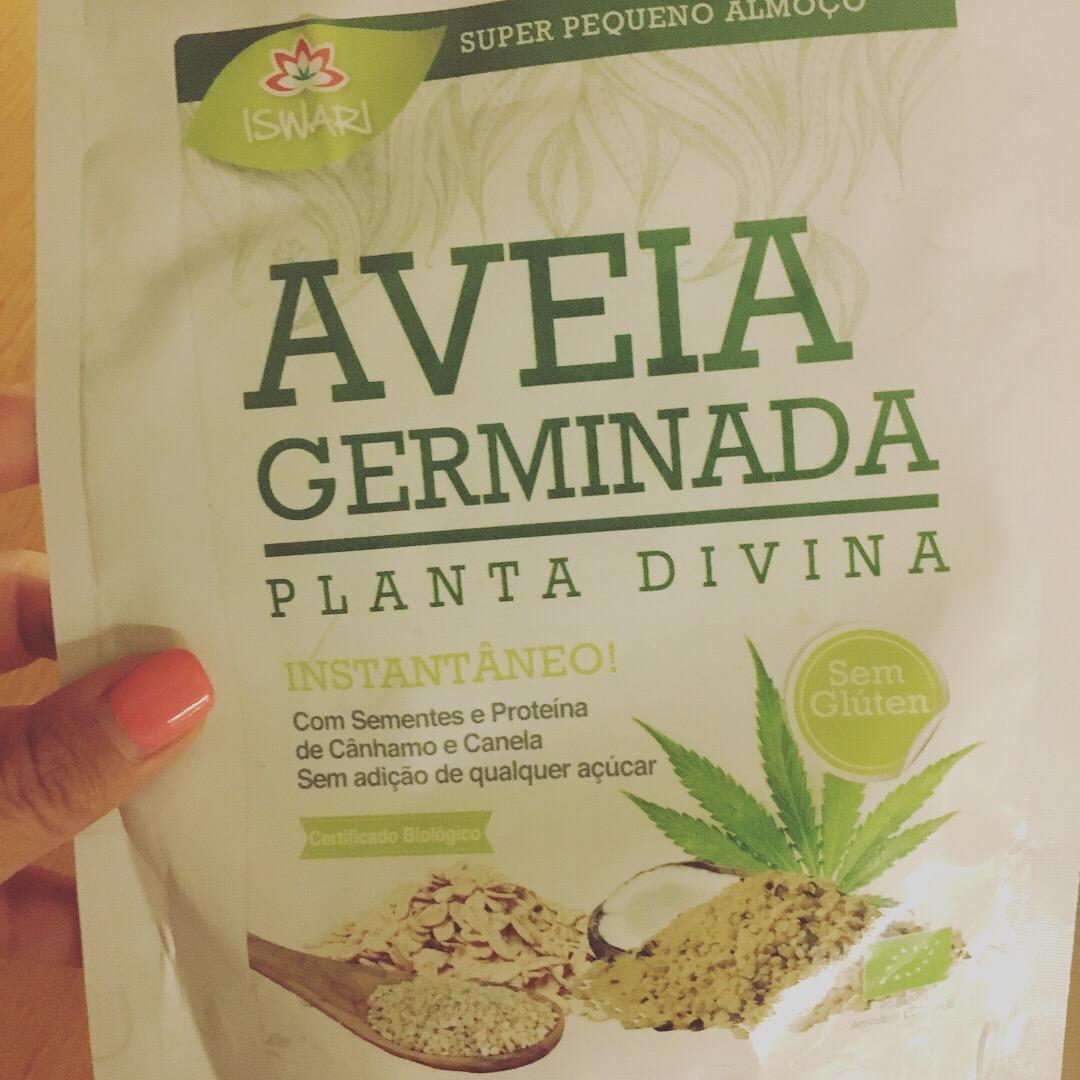 SUPER PEQUENO ALMOÇO
ISWARI
AVEIA
GERMINADA
PLANTA DIVINA
INSTANTÂNEO!
Com Sementes e Proteína
de Cânhamo e Canela
Sem adição de qualquer açúcar
Sem
Glúten
Certificado Biológico